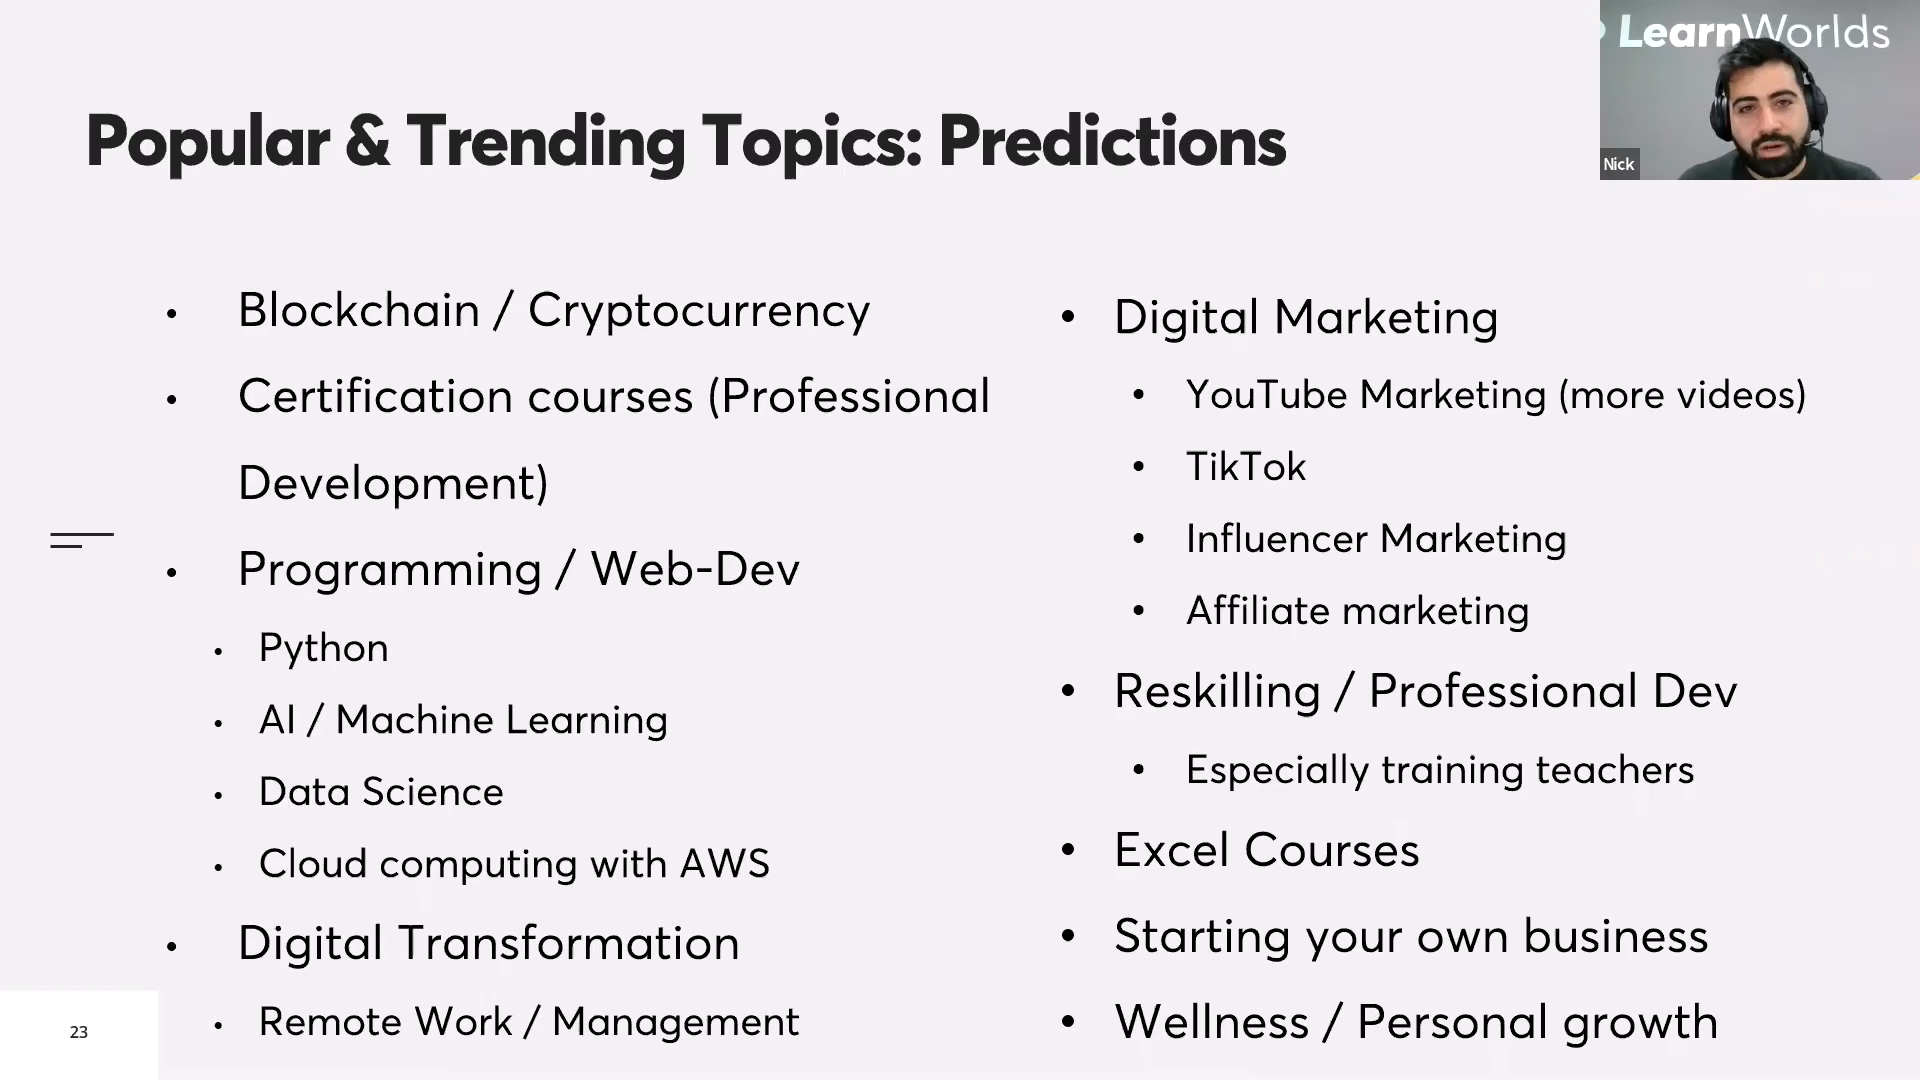 LearnWorlds
Nick
Popular & Trending Topics: Predictions
• Blockchain / Cryptocurrency
• Certification courses (Professional
Development)
• Programming / Web-Dev
• Python
• AI / Machine Learning
• Data Science
• Cloud computing with AWS
• Digital Transformation
• Remote Work / Management
• Digital Marketing
• YouTube Marketing (more videos)
• TikTok
• Influencer Marketing
• Affiliate marketing
• Reskilling / Professional Dev
• Especially training teachers
• Excel Courses
• Starting your own business
• Wellness / Personal growth
23